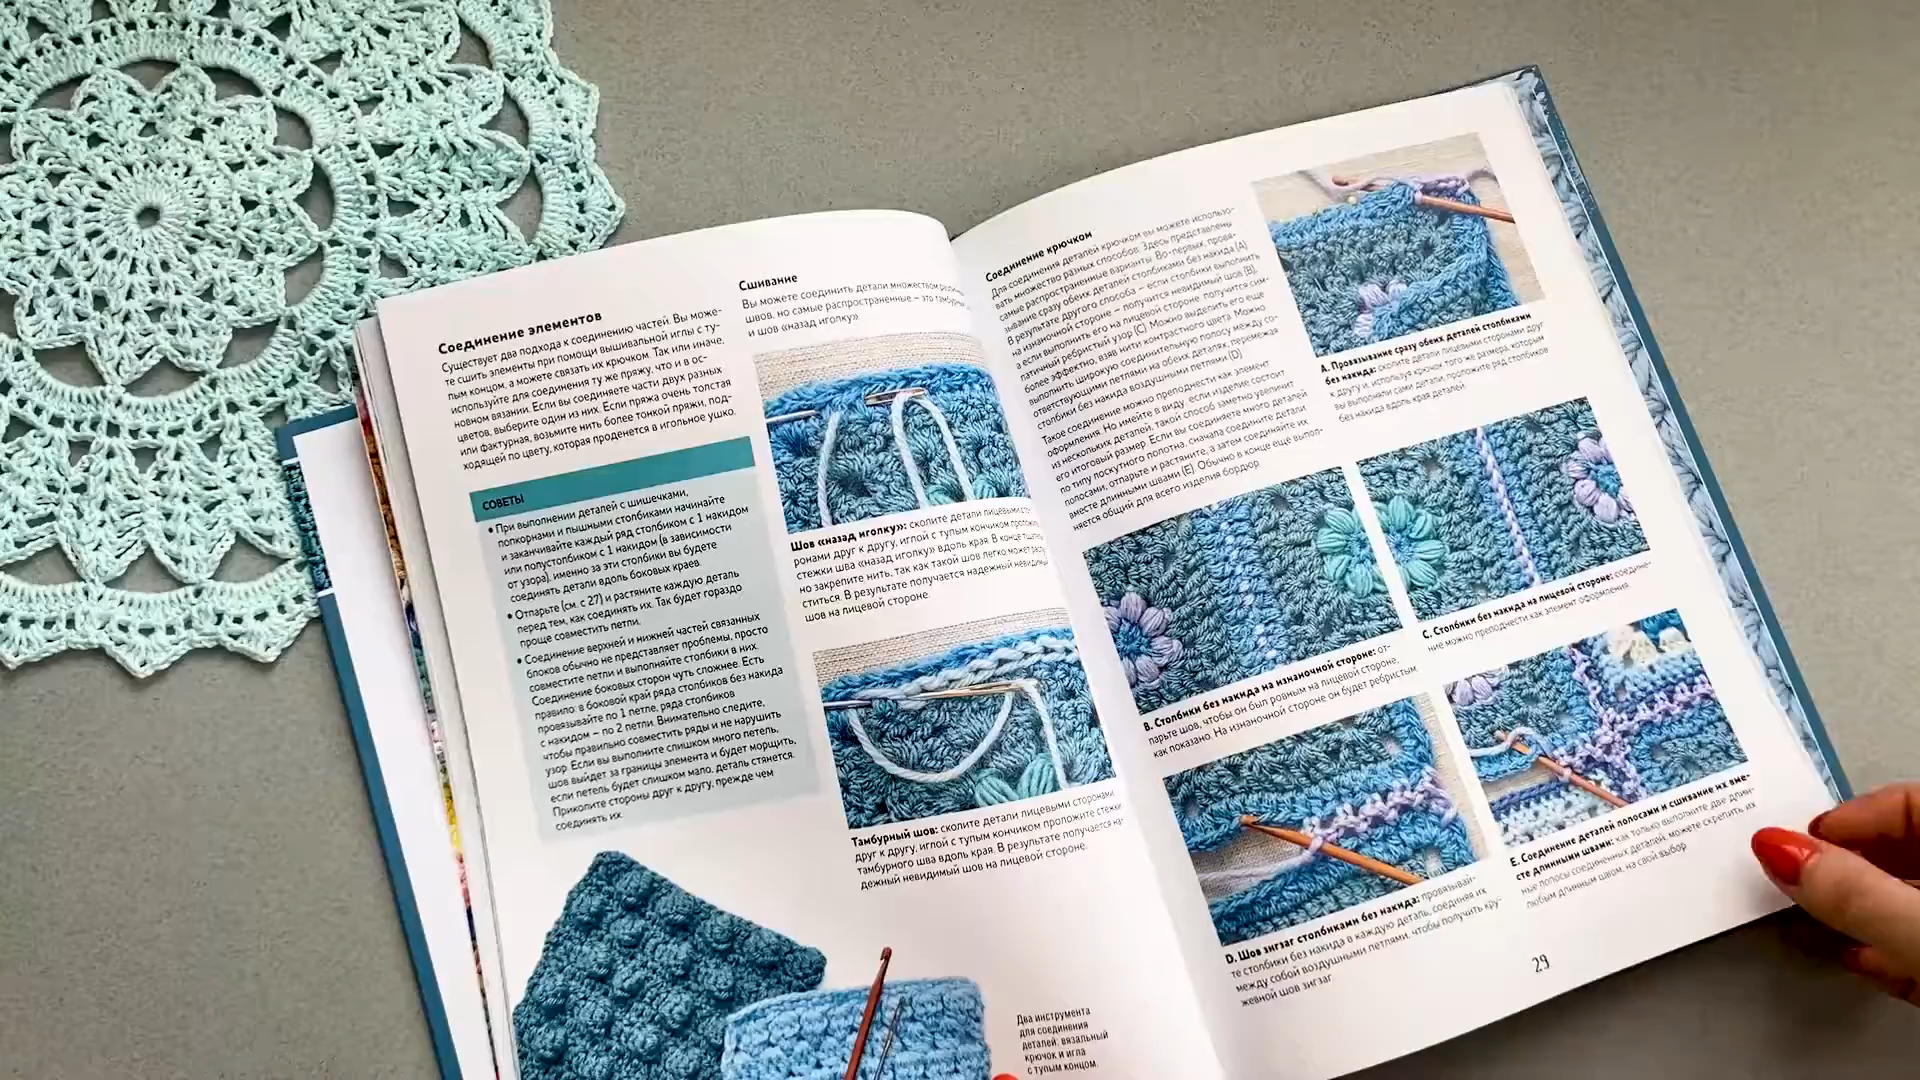 Соединение элементов
Существует два подхода к соединению частей. Вы може-
те сшить элементы при помощи вышивальной иглы с ту-
пым концом, а можете связать их крючком. Так или иначе,
используйте для соединения ту же пряжу, что и в ос-
новном вязании. Если вы соединяете части двух разных
цветов, выберите один из них. Если пряжа очень толстая
или фактурная, возьмите нить более тонкой пряжи, под-
ходящей по цвету, которая проденется в игольное ушко.
СОВЕТЫ
• При выполнении деталей с шишечками,
попкорнами и пышными столбиками начинайте
и заканчивайте каждый ряд столбиком с 1 накидом
или полустолбиком с 1 накидом (в зависимости
от узора), именно за эти столбики вы будете
соединять детали вдоль боковых краев.
• Отпарьте (см. с 27) и растяните каждую деталь
перед тем, как соединять их. Так будет гораздо
проще совместить петли.
• Соединение верхней и нижней частей связанных
блоков обычно не представляет проблемы, просто
совместите петли и выполняйте столбики в них.
Соединение боковых сторон чуть сложнее. Есть
правило: в боковой край ряда столбиков без накида
провязывайте по 1 петле, ряда столбиков
с накидом – по 2 петли. Внимательно следите,
чтобы правильно совместить ряды и не нарушить
узор. Если вы выполните слишком много петель,
шов выйдет за границы элемента и будет морщить,
если петель будет слишком мало, деталь стянется.
Приколите стороны друг к другу, прежде чем
соединять их.
Сшивание
Вы можете соединить детали множеством
швов, но самые распространенные – это
и шов «назад иголку»
Шов «назад иголку»: сколите детали лицевыми
ронами друг к другу, иглой с тупым кончиком
стежки шва «назад иголку» вдоль края. В конце
но закрепите нить, так как такой шов легко может
ститься. В результате получается надежный
шов на лицевой стороне.
Тамбурный шов: сколите детали лицевыми сторонами
друг к другу, иглой с тупым кончиком проложите стежки
тамбурного шва вдоль края. В результате получается
дежный невидимый шов на лицевой стороне.
Два инструмента
для соединения
деталей: вязальный
крючок и игла
с тупым концом.
Соединение крючком
Для соединения деталей крючком вы можете использо-
вать множество разных способов. Здесь представлены
самые распространенные варианты. Во-первых, провя-
зывание сразу обеих деталей столбиками без накида (А)
В результате другого способа – если столбики выполнить
на изнаночной стороне – получится невидимый шов (В),
а если выполнить его на лицевой стороне, получится сим-
патичный ребристый узор (С) Можно выделить его еще
более эффектно, взяв нити контрастного цвета. Можно
выполнить широкую соединительную полосу между со-
ответствующими петлями на обеих деталях, перемежая
столбики без накида воздушными петлями (D)
Такое соединение можно преподнести как элемент
оформления. Но имейте в виду: если изделие состоит
из нескольких деталей, такой способ заметно увеличит
его итоговый размер. Если вы соединяете много деталей
по типу лоскутного полотна, сначала соедините детали
полосами, отпарьте и растяните, а затем соединяйте их
вместе длинными швами (Е). Обычно в конце еще выпол-
няется общий для всего изделия бордюр
А. Провязывание сразу обеих деталей столбиками
без накида: сколите детали лицевыми сторонами друг
к другу и, используя крючок того же размера, которым
вы выполняли сами детали, проложите ряд столбиков
без накида вдоль края деталей.
В. Столбики без накида на изнаночной стороне: от-
парьте шов, чтобы он был ровным на лицевой стороне,
как показано. На изнаночной стороне он будет ребристым
С. Столбики без накида на лицевой стороне: соедине-
ние можно преподнести как элемент оформления.
D. Шов зигзаг столбиками без накида: провязывай-
те столбики без накида в каждую деталь, соединяя их
между собой воздушными петлями, чтобы получить кру-
жевной шов зигзаг
Е. Соединение деталей полосами и сшивание их вме-
сте длинными швами: как только выполните две длин-
ные полосы соединенных деталей, можете скрепить их
любым длинным швом, на свой выбор
29